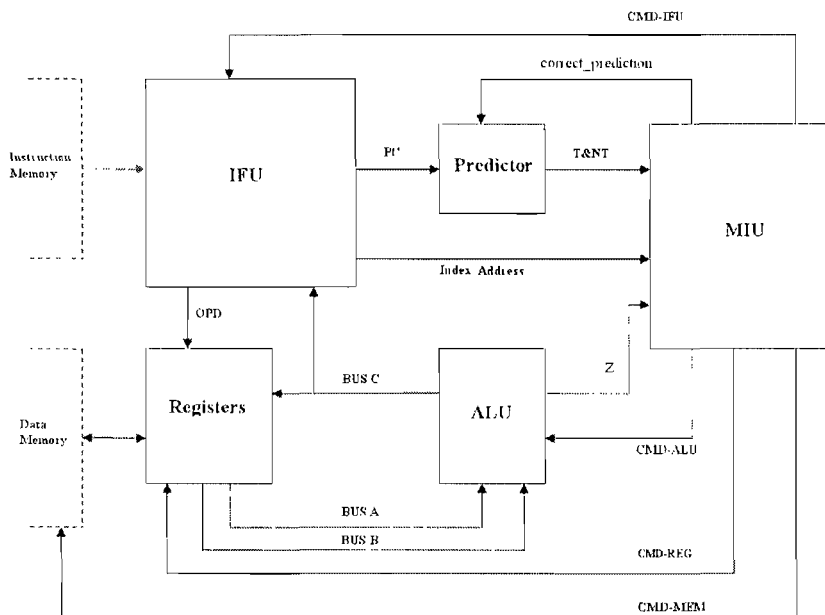 CMD-IFU
correct_prediction
Instruction
Memory
IFU
PC
Predictor
T&NT
MIU
Index Address
OPD
BUS C
Z
Registers
ALU
Data
Memory
CMD-ALU
BUS A
BUS B
CMD-REG
CMD-MEM